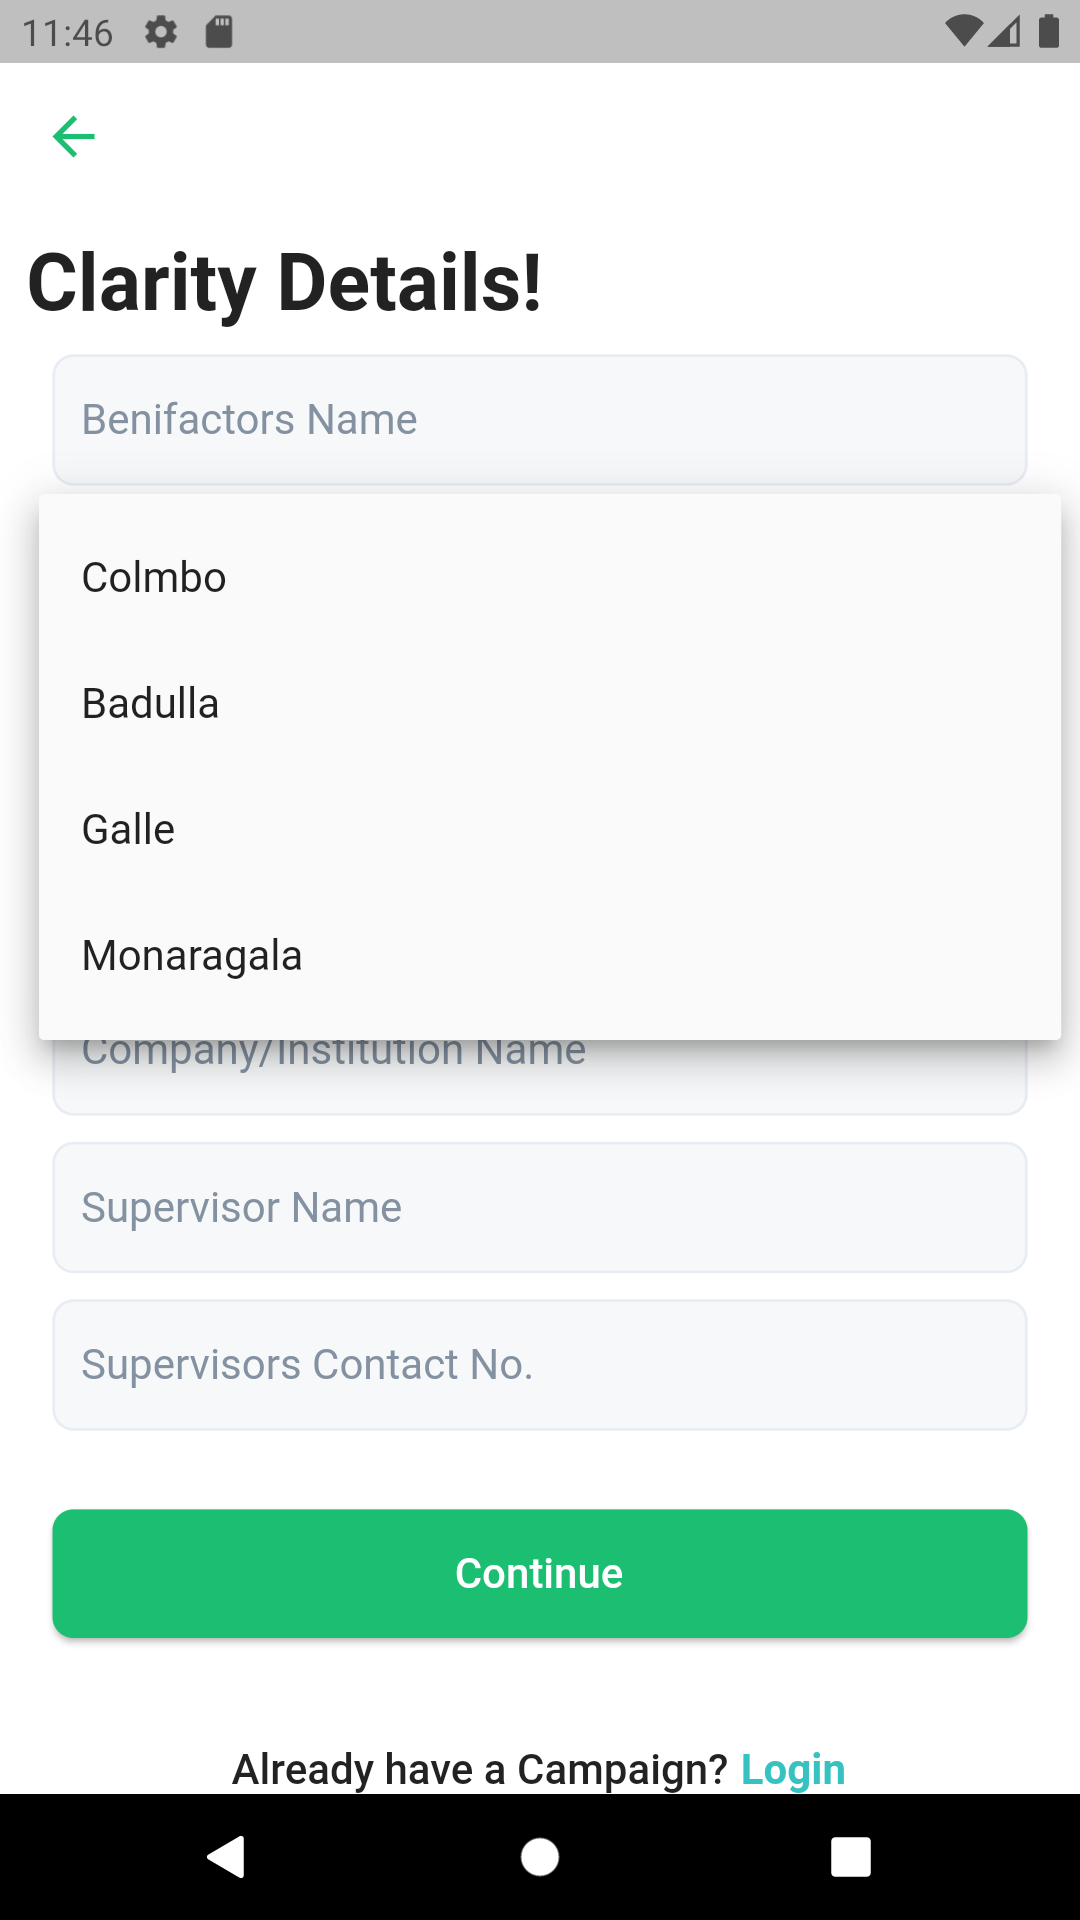 11:46
Clarity Details!
Benifactors Name
Colmbo
Badulla
Galle
Monaragala
Company/Institution Name
Supervisor Name
Supervisors Contact No.
Continue
Already have a Campaign? Login